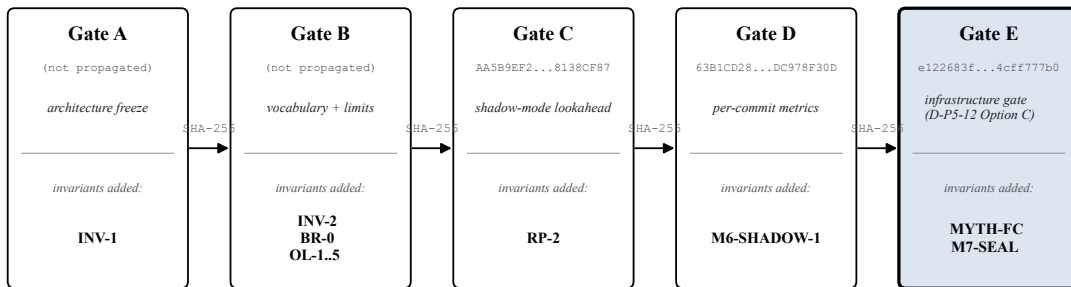 Gate A
(not propagated)
architecture freeze
invariants added:
INV-1
SHA-256
Gate B
(not propagated)
vocabulary + limits
invariants added:
INV-2
BR-0
OL-1..5
SHA-256
Gate C
AA5B9EF2...8138CF87
shadow-mode lookahead
invariants added:
RP-2
SHA-256
Gate D
63B1CD28...DC978F30D
per-commit metrics
invariants added:
M6-SHADOW-1
SHA-256
Gate E
e122683f...4cff777b0
infrastructure gate
(D-P5-12 Option C)
invariants added:
MYTH-FC
M7-SEAL